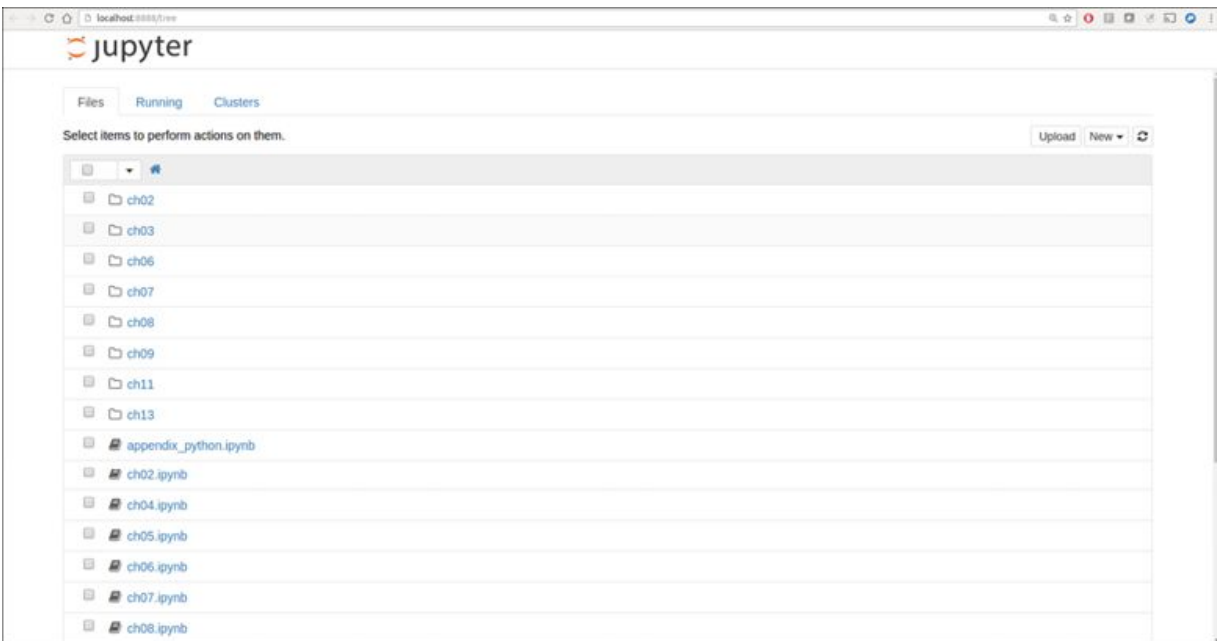 localhost:8888/tree
jupyter
Files Running Clusters
Select items to perform actions on them.
Upload New
ch02
ch03
ch06
ch07
ch08
ch09
ch11
ch13
appendix_python.ipynb
ch02.ipynb
ch04.ipynb
ch05.ipynb
ch06.ipynb
ch07.ipynb
ch08.ipynb